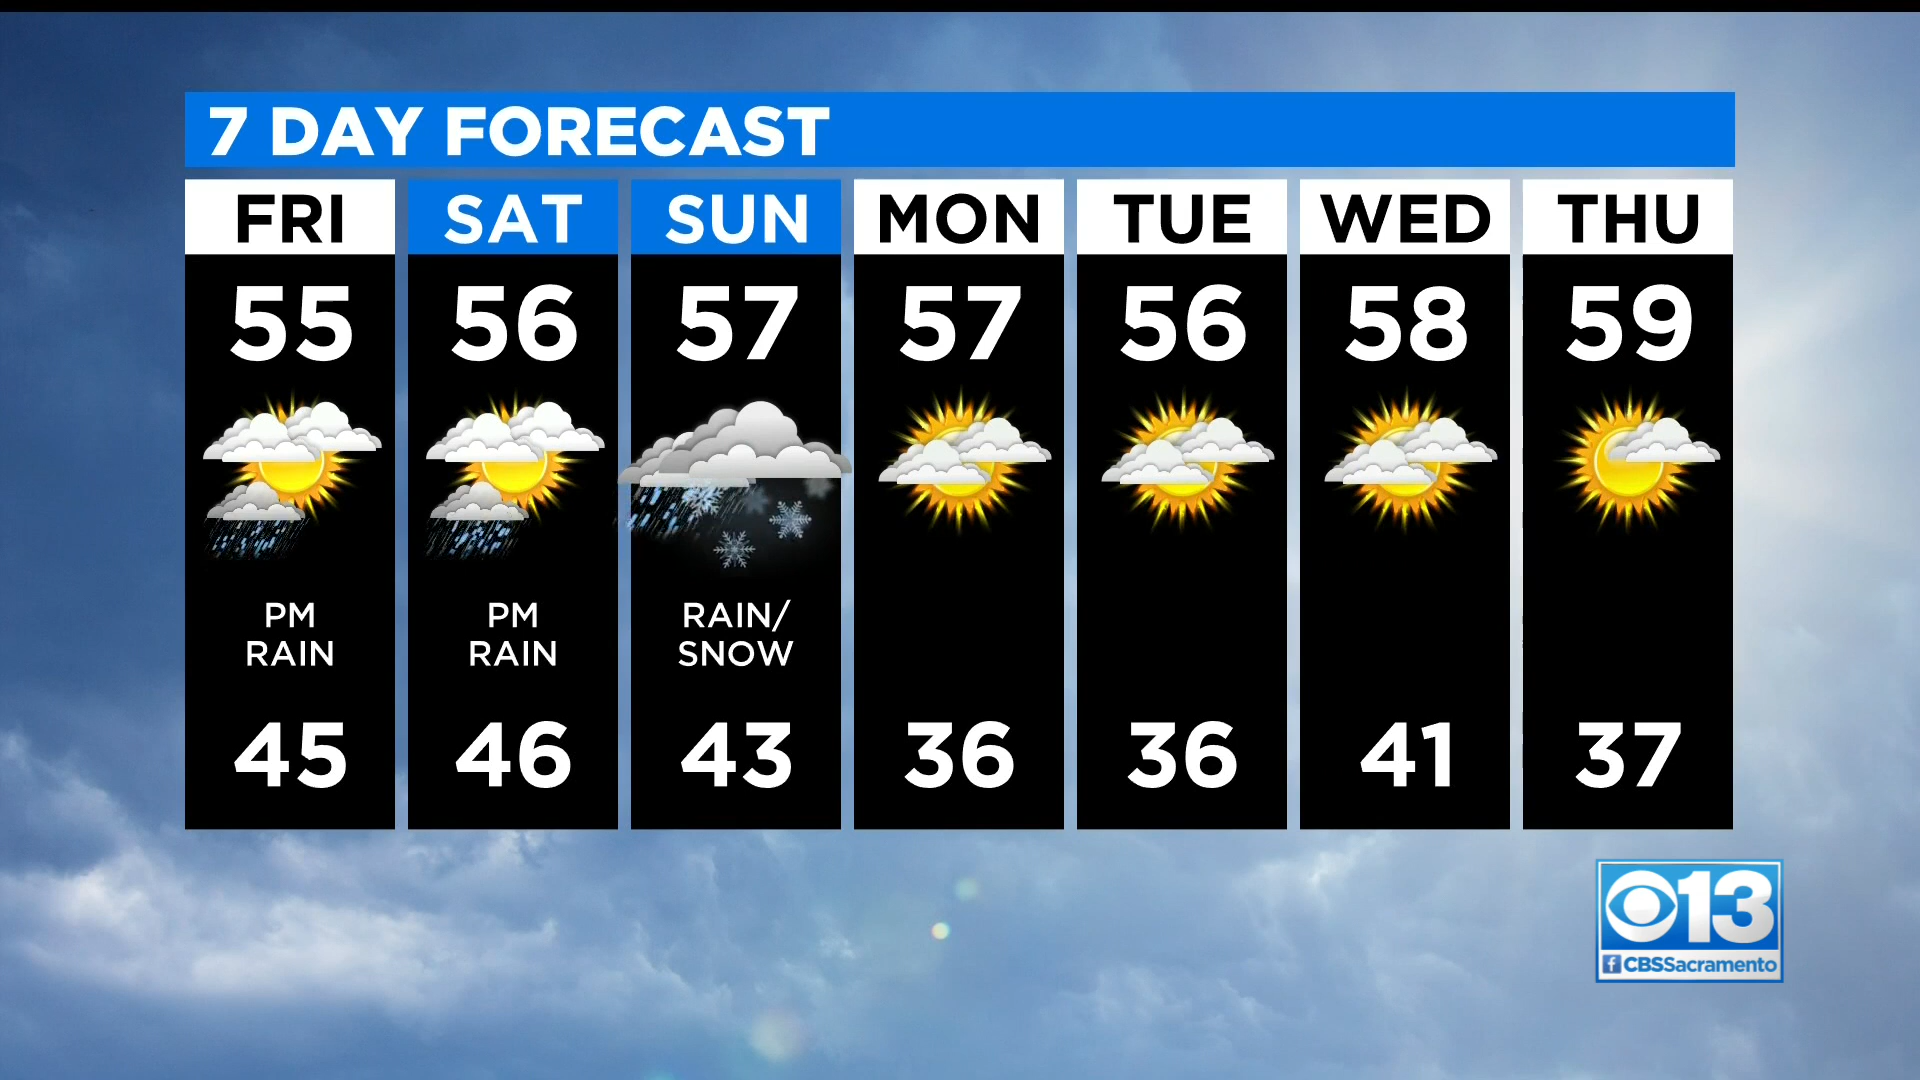 7 DAY FORECAST
FRI SAT SUN MON TUE WED THU
55 56 57 57 56 58 59
PM PM RAIN/
RAIN RAIN SNOW
45 46 43 36 36 41 37
13
f CBSSacramento